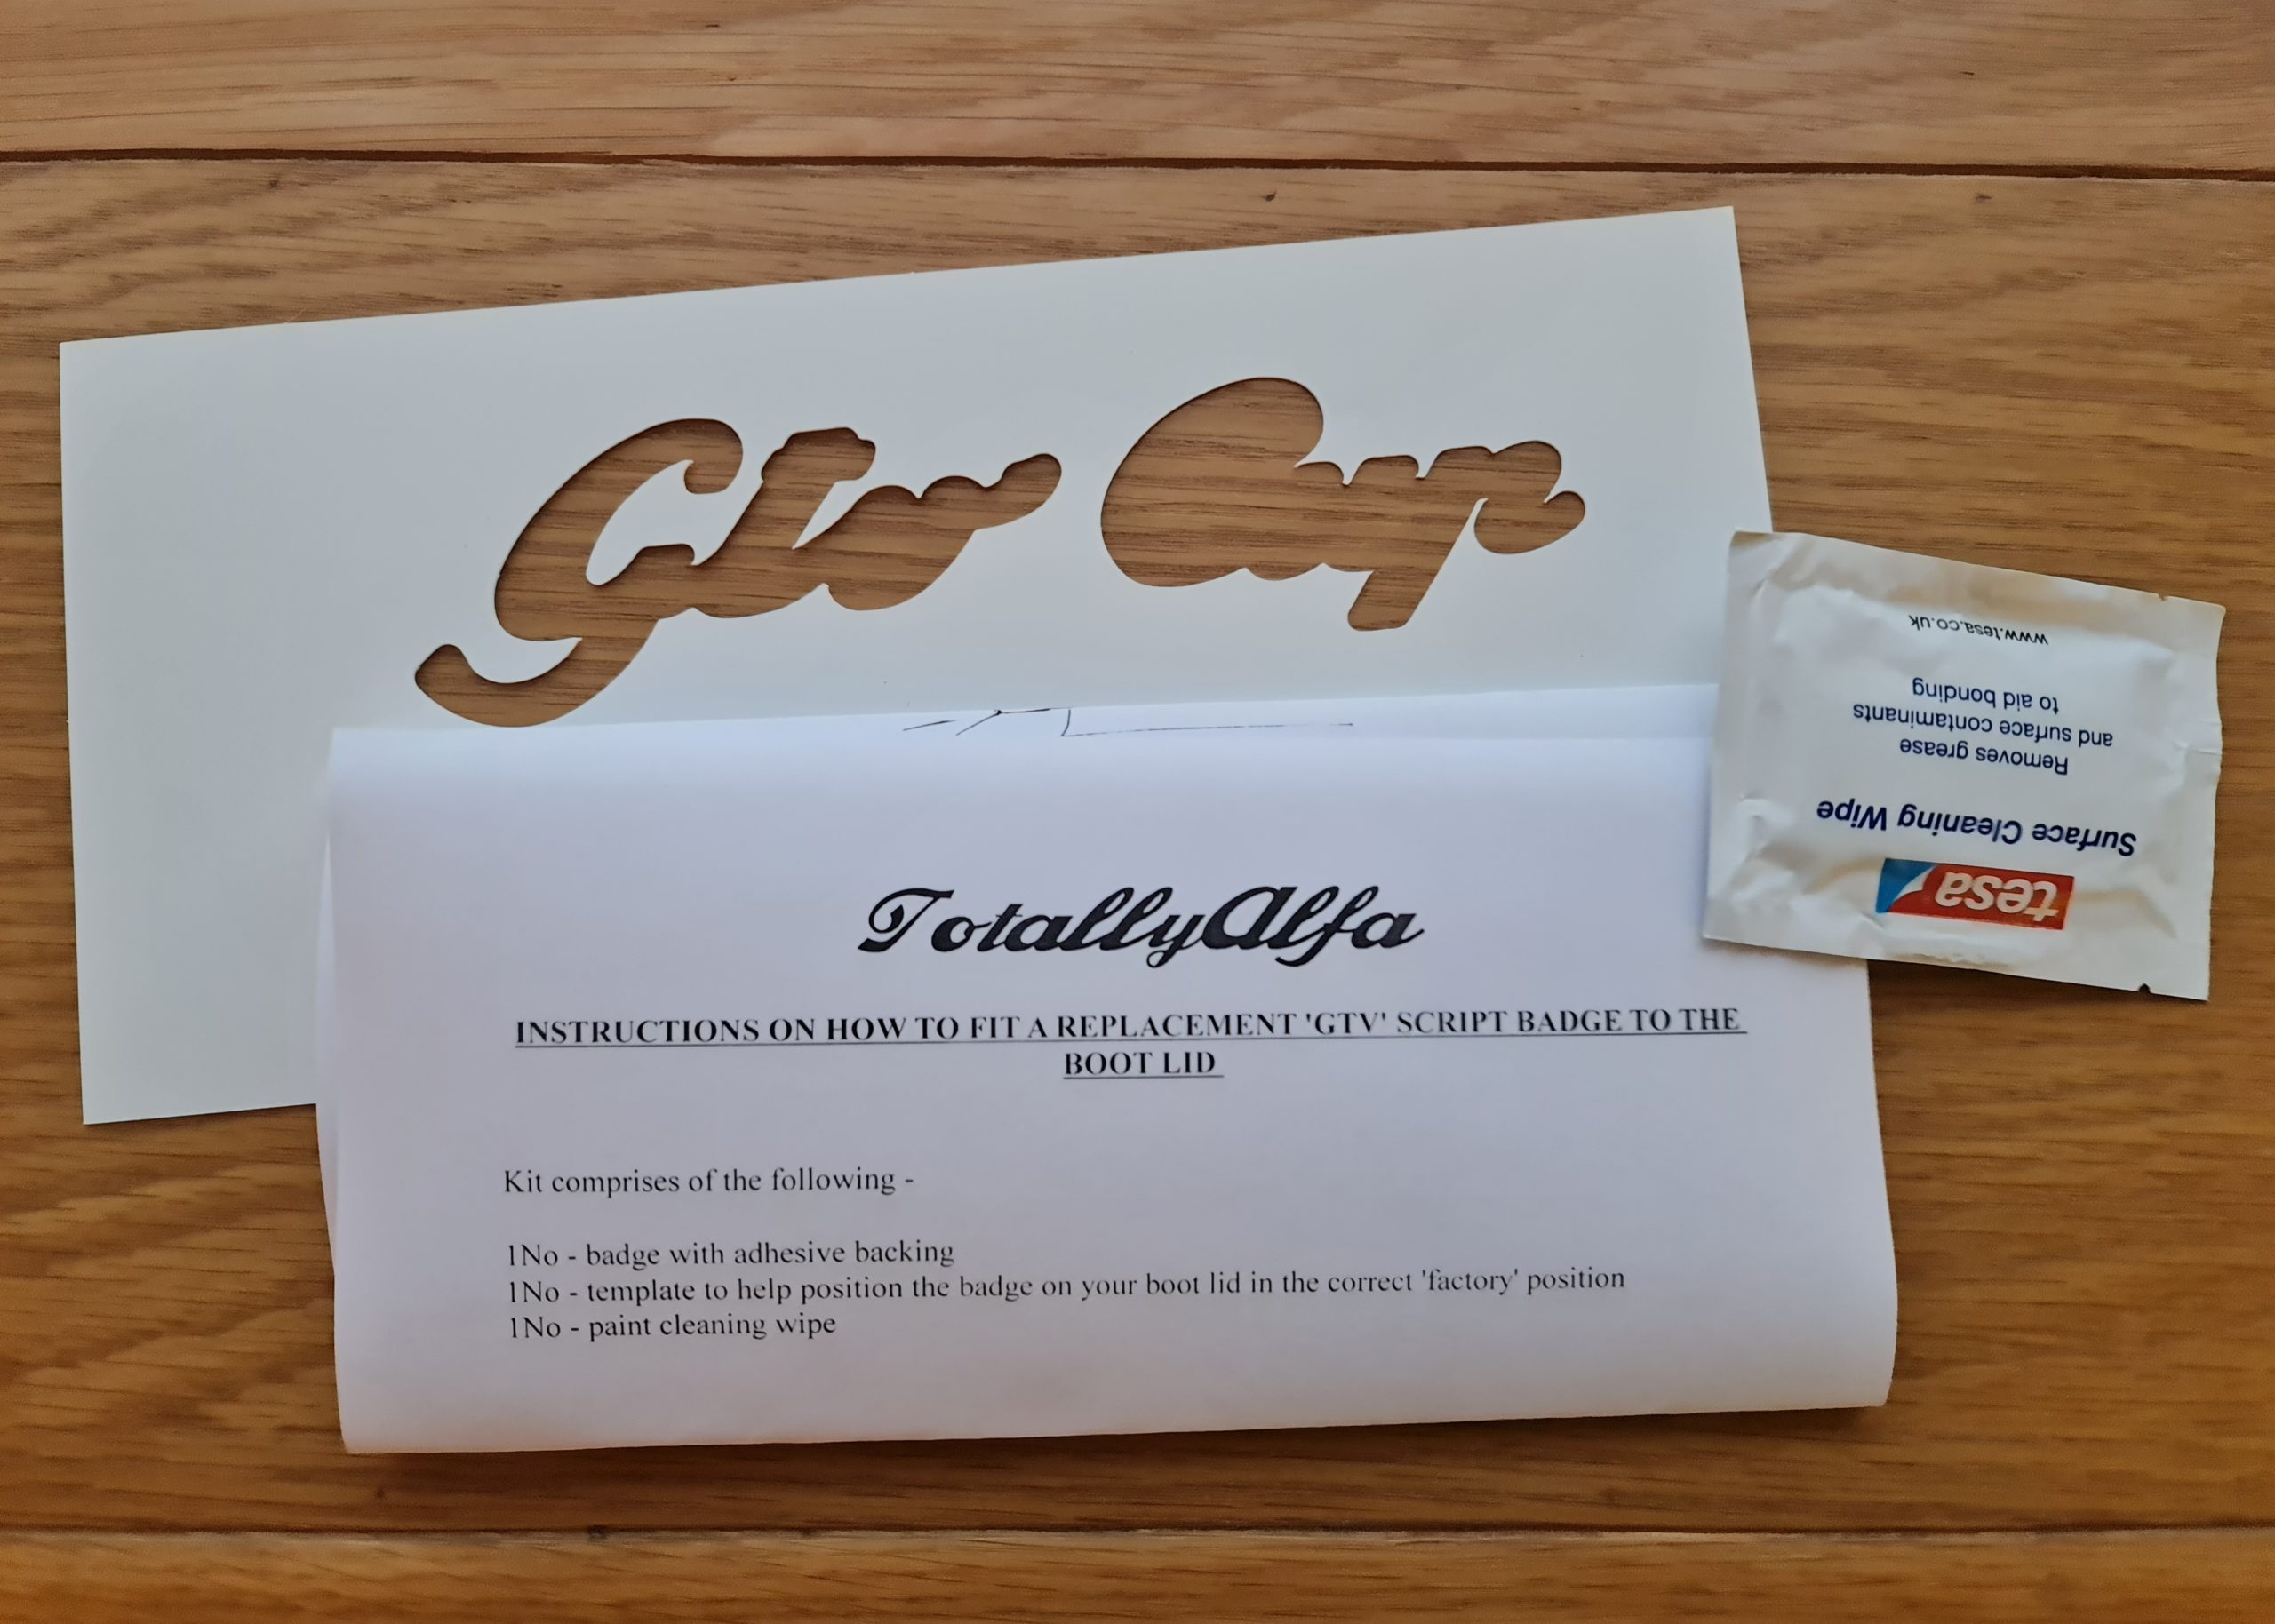 Gtv Cup
TotallyAlfa
INSTRUCTIONS ON HOW TO FIT A REPLACEMENT 'GTV' SCRIPT BADGE TO THE
BOOT LID
Kit comprises of the following -
1No - badge with adhesive backing
1No - template to help position the badge on your boot lid in the correct 'factory' position
1No - paint cleaning wipe
tesa
Surface Cleaning Wipe
Removes grease
and surface contaminants
to aid bonding
www.tesa.co.uk